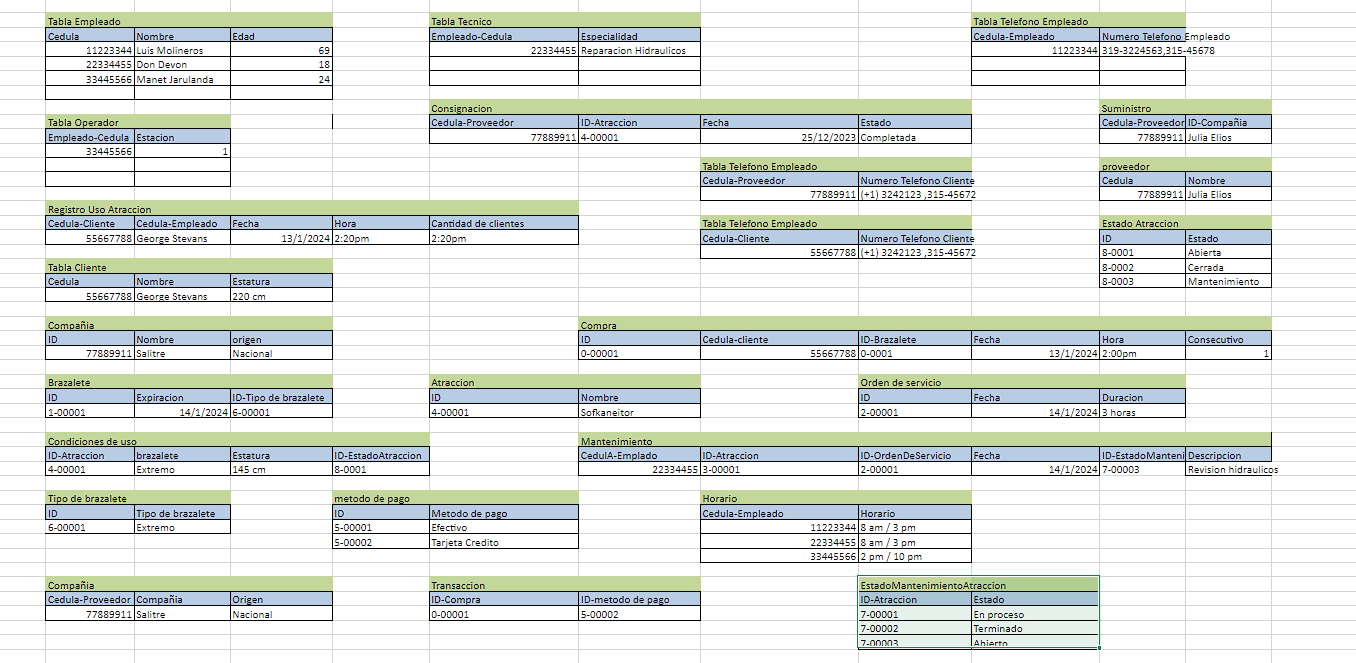 Tabla Empleado
Cedula Nombre Edad
11223344 Luis Molineros 69
22334455 Don Devon 18
33445566 Manet Jarulanda 24
Tabla Tecnico
Empleado-Cedula Especialidad
22334455 Reparacion Hidraulicos
Tabla Telefono Empleado
Cedula-Empleado Numero Telefono Empleado
11223344 319-3224563,315-45678
Tabla Operador
Empleado-Cedula Estacion
33445566 1
Consignacion
Cedula-Proveedor ID-Atraccion Fecha Estado
77889911 4-00001 25/12/2023 Completada
Suministro
Cedula-Proveedor ID-Compañia
77889911 Julia Elios
Tabla Telefono Empleado
Cedula-Proveedor Numero Telefono Cliente
77889911 (+1) 3242123 ,315-45672
proveedor
Cedula Nombre
77889911 Julia Elios
Registro Uso Atraccion
Cedula-Cliente Cedula-Empleado Fecha Hora Cantidad de clientes
55667788 George Stevans 13/1/2024 2:20pm 2:20pm
Tabla Telefono Empleado
Cedula-Cliente Numero Telefono Cliente
55667788 (+1) 3242123 ,315-45672
Estado Atraccion
ID Estado
8-0001 Abierta
8-0002 Cerrada
8-0003 Mantenimiento
Tabla Cliente
Cedula Nombre Estatura
55667788 George Stevans 220 cm
Compañia
ID Nombre origen
77889911 Salitre Nacional
Compra
ID Cedula-cliente ID-Brazalete Fecha Hora Consecutivo
0-00001 55667788 0-0001 13/1/2024 2:00pm 1
Brazalete
ID Expiracion ID-Tipo de brazalete
1-00001 14/1/2024 6-00001
Atraccion
ID Nombre
4-00001 Sofkaneitor
Orden de servicio
ID Fecha Duracion
2-00001 14/1/2024 3 horas
Condiciones de uso
ID-Atraccion brazalete Estatura ID-EstadoAtraccion
4-00001 Extremo 145 cm 8-0001
Mantenimiento
CedulA-Emplado ID-Atraccion ID-OrdenDeServicio Fecha ID-EstadoManteni Descripcion
22334455 3-00001 2-00001 14/1/2024 7-00003 Revision hidraulicos
Tipo de brazalete
ID Tipo de brazalete
6-00001 Extremo
metodo de pago
ID Metodo de pago
5-00001 Efectivo
5-00002 Tarjeta Credito
Horario
Cedula-Empleado Horario
11223344 8 am / 3 pm
22334455 8 am / 3 pm
33445566 2 pm / 10 pm
Compañia
Cedula-Proveedor Compañia Origen
77889911 Salitre Nacional
Transaccion
ID-Compra ID-metodo de pago
0-00001 5-00002
EstadoMantenimientoAtraccion
ID-Atraccion Estado
7-00001 En proceso
7-00002 Terminado
7-00003 Abierto